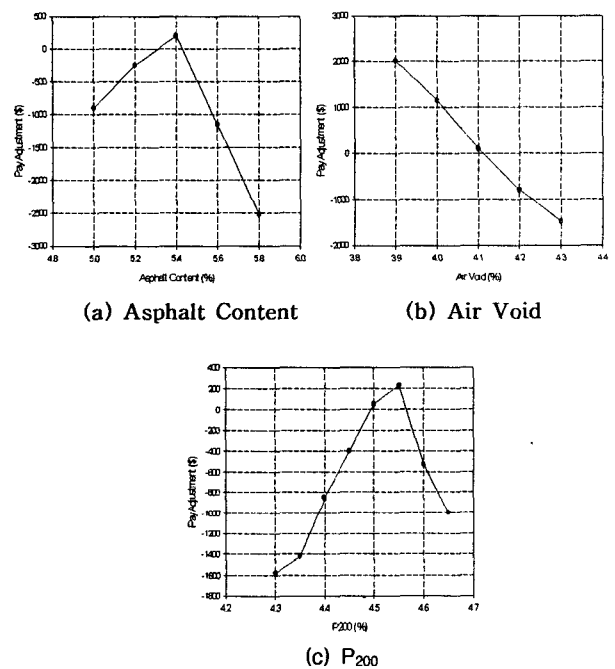 500
0
-500
-1000
-1500
-2000
-2500
-3000
Pay Adjustment ($)
4.8 5.0 5.2 5.4 5.6 5.8 6.0
Asphalt Content (%)
(a) Asphalt Content
3000
2000
1000
0
-1000
-2000
Pay Adjustment ($)
3.8 3.9 4.0 4.1 4.2 4.3 4.4
Air Void (%)
(b) Air Void
400
200
0
-200
-400
-600
-800
-1000
-1200
-1400
-1600
-1800
Pay Adjustment ($)
4.2 4.3 4.4 4.5 4.6 4.7
P200 (%)
(c) P₂₀₀